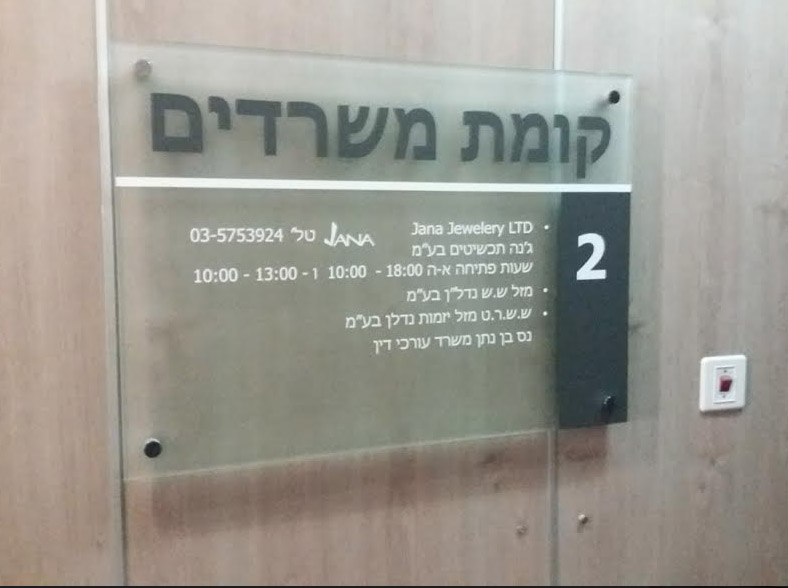 קומת משרדים
2
• Jana Jewelery LTD JANA טל' 03-5753924
ג'נה תכשיטים בע"מ
שעות פתיחה א-ה 18:00 - 10:00 ו - 13:00 - 10:00
• מזל ש.ש נדל"ן בע"מ
• ש.ש.ר.ט מזל יזמות נדלן בע"מ
נס בן נתן משרד עורכי דין